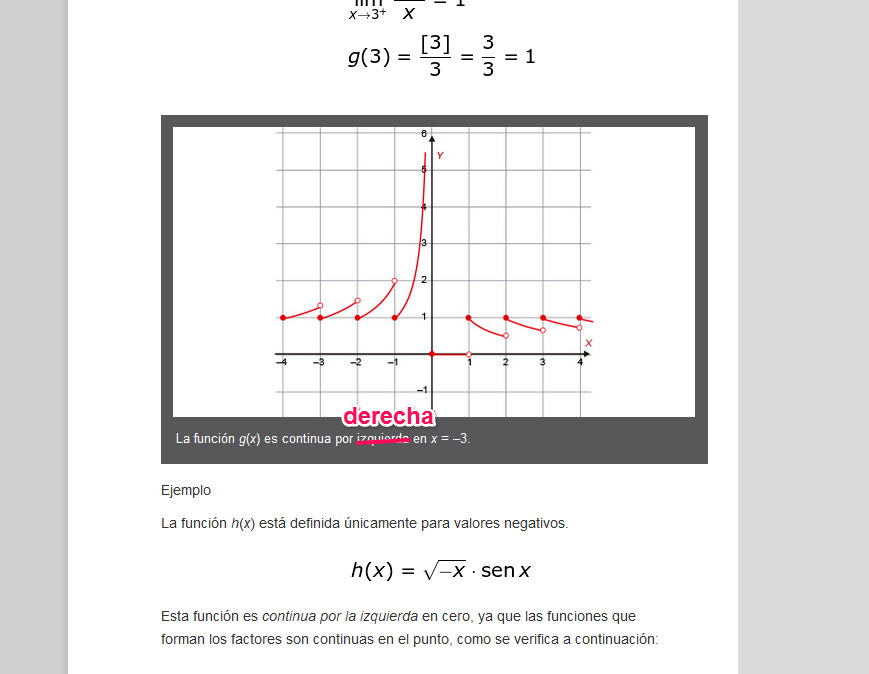 lim x→3⁺ x = 1
g(3) = [3]/3 = 3/3 = 1
6
Y
5
4
3
2
1
X
–4 –3 –2 –1 1 2 3 4
–1
derecha
La función g(x) es continua por izquierda en x = –3.
Ejemplo
La función h(x) está definida únicamente para valores negativos.
h(x) = √–x · sen x
Esta función es continua por la izquierda en cero, ya que las funciones que
forman los factores son continuas en el punto, como se verifica a continuación: